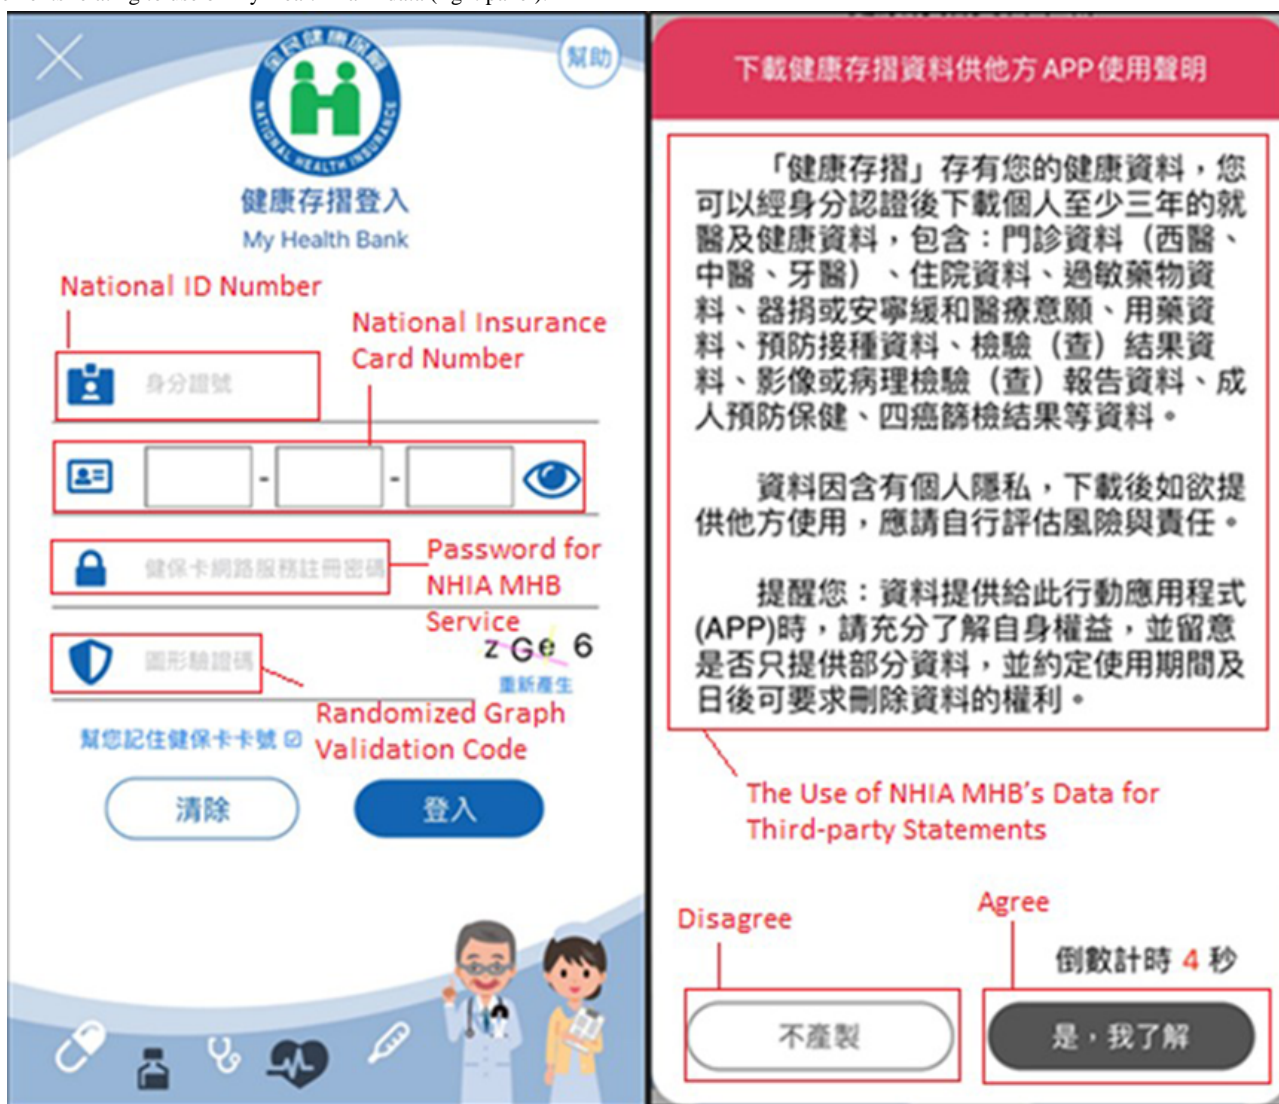 全民健康保險
NATIONAL HEALTH INSURANCE
幫助
健康存摺登入
My Health Bank
National ID Number
身分證號
National Insurance
Card Number
-
-
健保卡網路服務註冊密碼
Password for
NHIA MHB
Service
圖形驗證碼
z Ge 6
重新產生
Randomized Graph
Validation Code
幫您記住健保卡卡號
清除
登入
下載健康存摺資料供他方APP使用聲明
「健康存摺」存有您的健康資料，您
可以經身分認證後下載個人至少三年的就
醫及健康資料，包含：門診資料（西醫、
中醫、牙醫）、住院資料、過敏藥物資
料、器捐或安寧緩和醫療意願、用藥資
料、預防接種資料、檢驗（查）結果資
料、影像或病理檢驗（查）報告資料、成
人預防保健、四癌篩檢結果等資料。
資料因含有個人隱私，下載後如欲提
供他方使用，應請自行評估風險與責任。
提醒您：資料提供給此行動應用程式
(APP)時，請充分了解自身權益，並留意
是否只提供部分資料，並約定使用期間及
日後可要求刪除資料的權利。
The Use of NHIA MHB's Data for
Third-party Statements
Disagree
Agree
倒數計時 4 秒
不產製
是，我了解